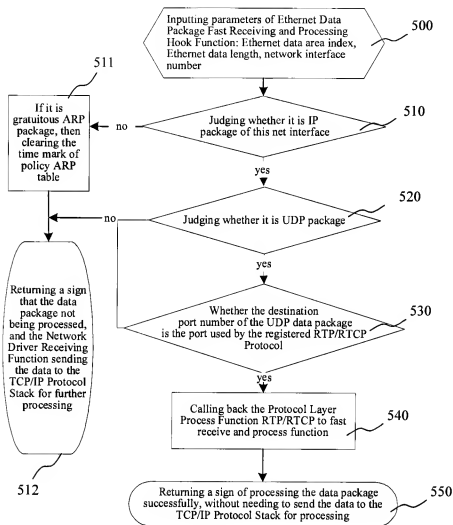 Inputting parameters of Ethernet Data
Package Fast Receiving and Processing
Hook Function: Ethernet data area index,
Ethernet data length, network interface
number
500
511
If it is
gratuitous ARP
package, then
clearing the
time mark of
policy ARP
table
no
Judging whether it is IP
package of this net interface
510
yes
no
Judging whether it is UDP package
520
yes
Returning a sign
that the data
package not
being processed,
and the Network
Driver Receiving
Function sending
the data to the
TCP/IP Protocol
Stack for further
processing
512
Whether the destination
port number of the UDP data package
is the port used by the registered RTP/RTCP
Protocol
530
yes
Calling back the Protocol Layer
Process Function RTP/RTCP to fast
receive and process function
540
Returning a sign of processing the data package
successfully, without needing to send the data to the
TCP/IP Protocol Stack for processing
550